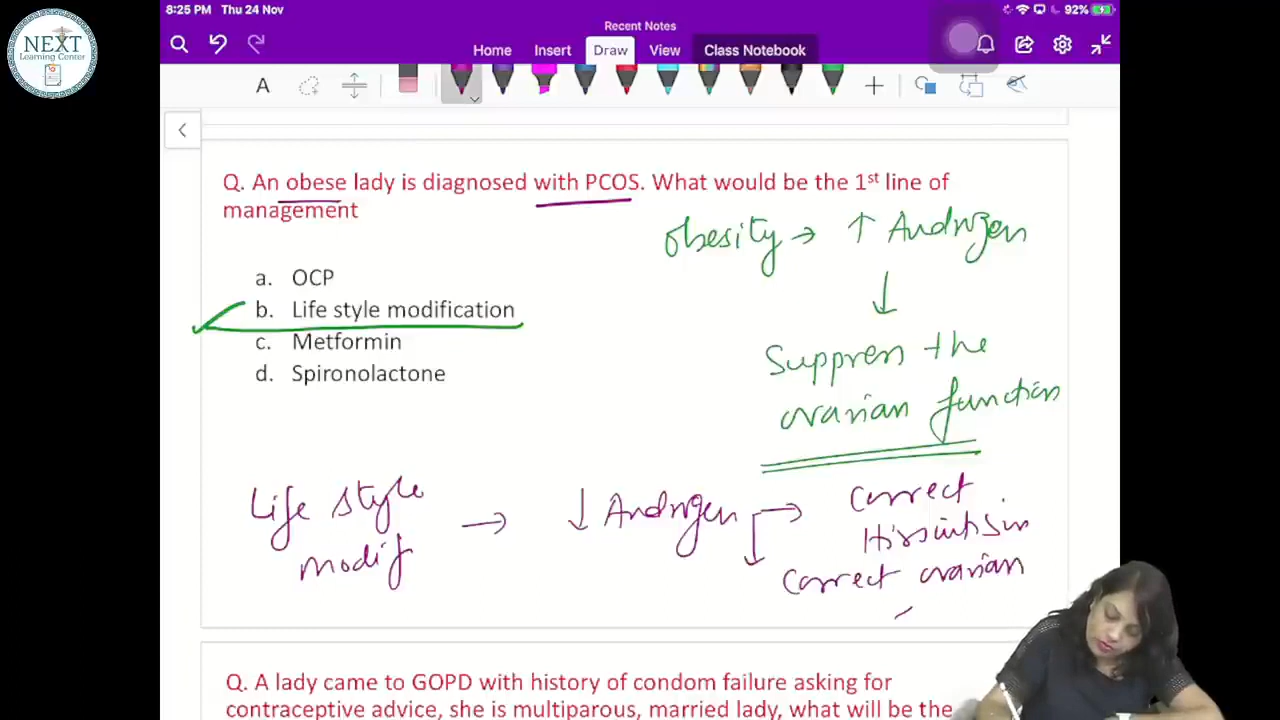 8:25 PM Thu 24 Nov
92%
NEXT
Learning Center
Recent Notes
Home Insert Draw View Class Notebook
A
Q. An obese lady is diagnosed with PCOS. What would be the 1st line of
management
Obesity → ↑ Androgen
↓
a. OCP
b. Life style modification
c. Metformin
d. Spironolactone
Suppress the
ovarian function
Life style
modif
→ ↓ Androgen → Correct
Hirsuitism
Correct ovarian
Q. A lady came to GOPD with history of condom failure asking for
contraceptive advice, she is multiparous, married lady, what will be the